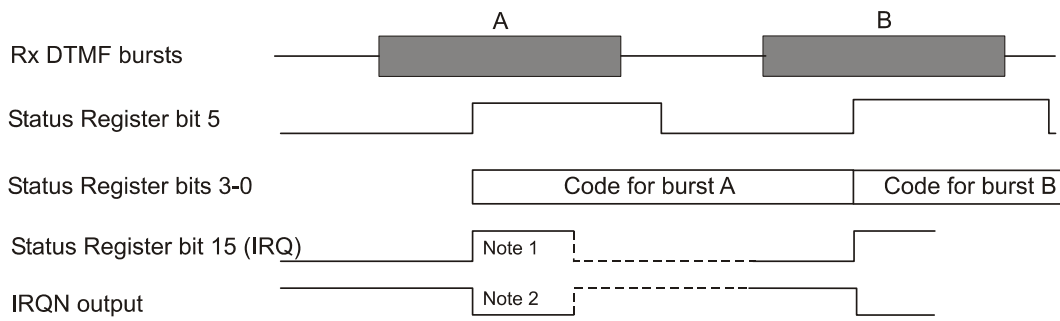 A
B
Rx DTMF bursts
Status Register bit 5
Status Register bits 3-0
Code for burst A
Code for burst B
Status Register bit 15 (IRQ)
Note 1
IRQN output
Note 2